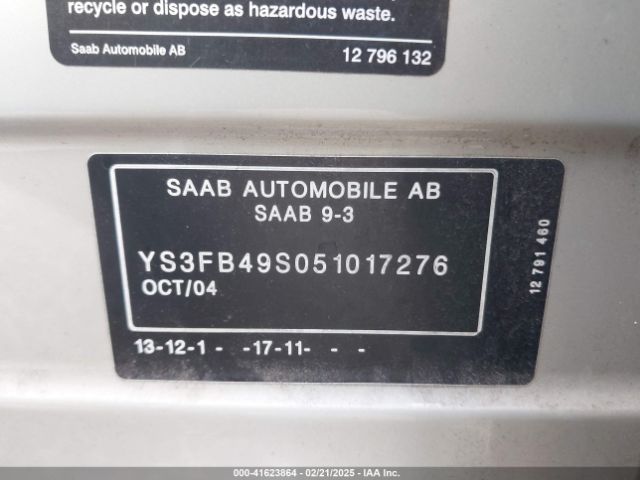 recycle or dispose as hazardous waste.
Saab Automobile AB 12 796 132
SAAB AUTOMOBILE AB
SAAB 9-3
YS3FB49S051017276
OCT/04
13-12-1 - -17-11- - -
12 791 460
000-41623864 - 02/21/2025 - IAA Inc.